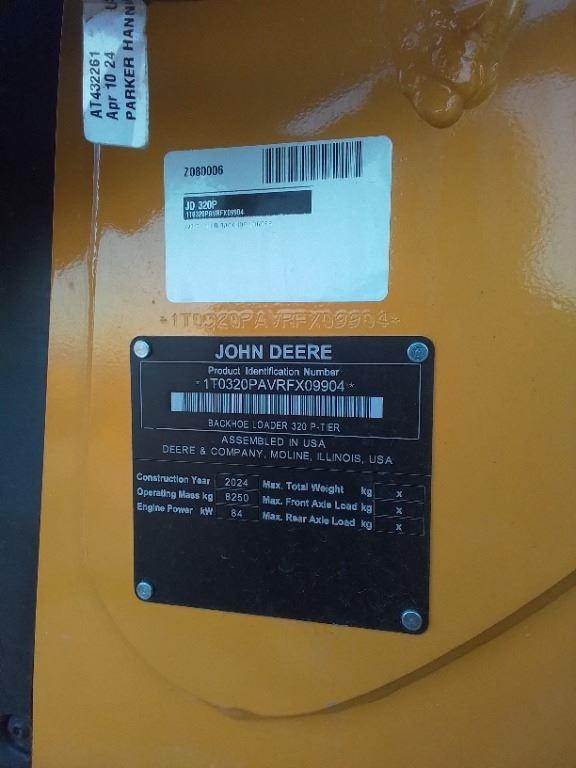 AT432261
Apr 10 24
PARKER HANN
Z080006
JD 320P
1T0320PAVRFX09904
*1T0320PAVRFX09904*
JOHN DEERE
Product Identification Number
*1T0320PAVRFX09904*
BACKHOE LOADER 320 P-TIER
ASSEMBLED IN USA
DEERE & COMPANY, MOLINE, ILLINOIS, USA
Construction Year 2024 Max. Total Weight kg x
Operating Mass kg 8250 Max. Front Axle Load kg x
Engine Power kW 84 Max. Rear Axle Load kg x